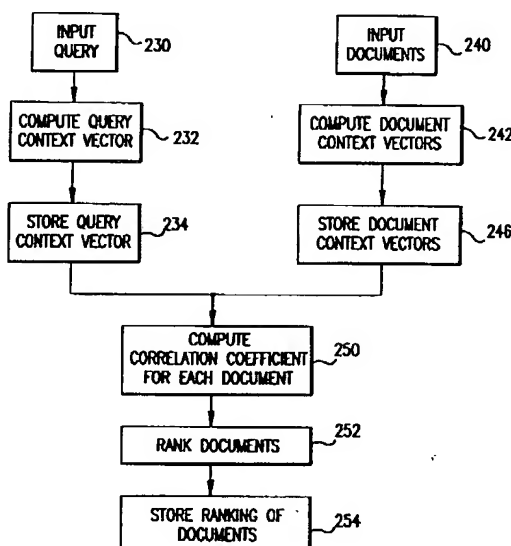 INPUT
QUERY
230
COMPUTE QUERY
CONTEXT VECTOR
232
STORE QUERY
CONTEXT VECTOR
234
INPUT
DOCUMENTS
240
COMPUTE DOCUMENT
CONTEXT VECTORS
242
STORE DOCUMENT
CONTEXT VECTORS
246
COMPUTE
CORRELATION COEFFICIENT
FOR EACH DOCUMENT
250
RANK DOCUMENTS
252
STORE RANKING OF
DOCUMENTS
254